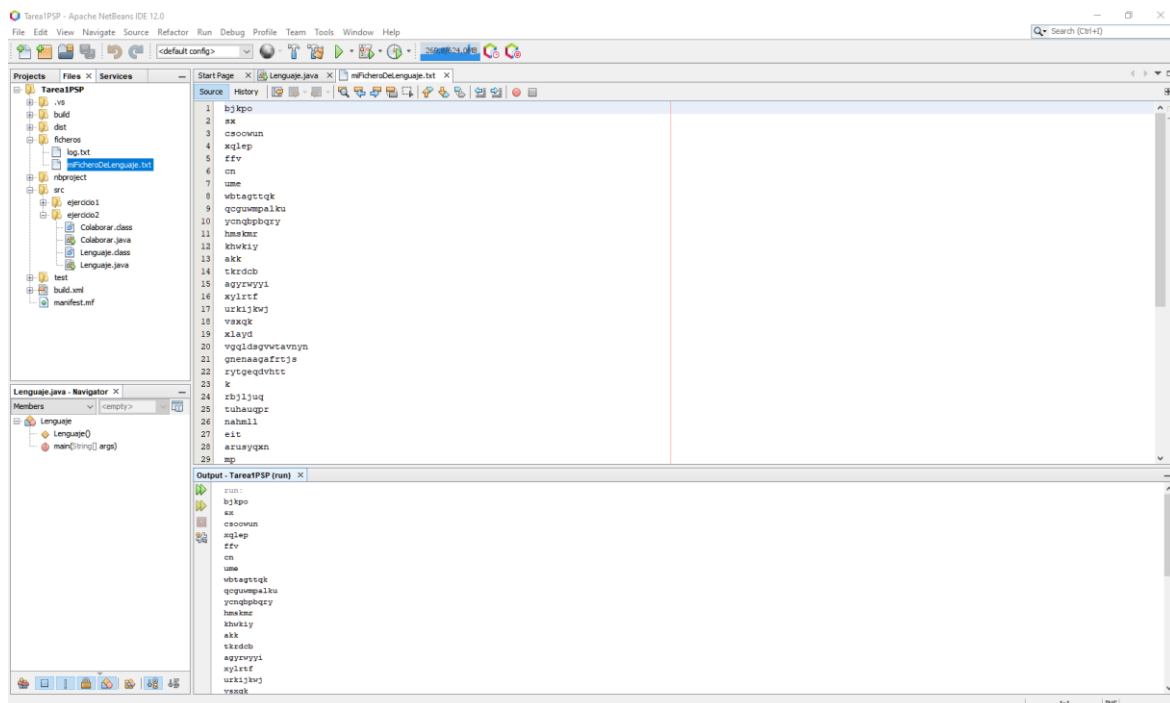 Tarea1PSP - Apache NetBeans IDE 12.0
File Edit View Navigate Source Refactor Run Debug Profile Team Tools Window Help
Search (Ctrl+I)
<default config>
Projects Files Services
Start Page Lenguaje.java miFicheroDeLenguaje.txt
Source History
Tarea1PSP
.vs
build
dist
ficheros
log.txt
miFicheroDeLenguaje.txt
nbproject
src
ejercicio1
ejercicio2
Colaborar.class
Colaborar.java
Lenguaje.class
Lenguaje.java
test
build.xml
manifest.mf
1 bjkpo
2 sx
3 csoowun
4 xqlep
5 ffv
6 cn
7 ume
8 wbtagttqk
9 qcguwmpalku
10 ycnqbpbqry
11 hmskmr
12 khwkiy
13 akk
14 tkrdcb
15 agyrwyyi
16 xylrtf
17 urkijkwj
18 vsxqk
19 xlayd
20 vgqldsgvwtavnyn
21 gnenaagafrtjs
22 rytgeqdvhtt
23 k
24 rbjljuq
25 tuhauqpr
26 nahmll
27 eit
28 arusyqxn
29 mp
Lenguaje.java - Navigator
Members <empty>
Lenguaje
Lenguaje()
main(String[] args)
Output - Tarea1PSP (run)
run:
bjkpo
sx
csoowun
xqlep
ffv
cn
ume
wbtagttqk
qcguwmpalku
ycnqbpbqry
hmskmr
khwkiy
akk
tkrdcb
agyrwyyi
xylrtf
urkijkwj
vsxqk